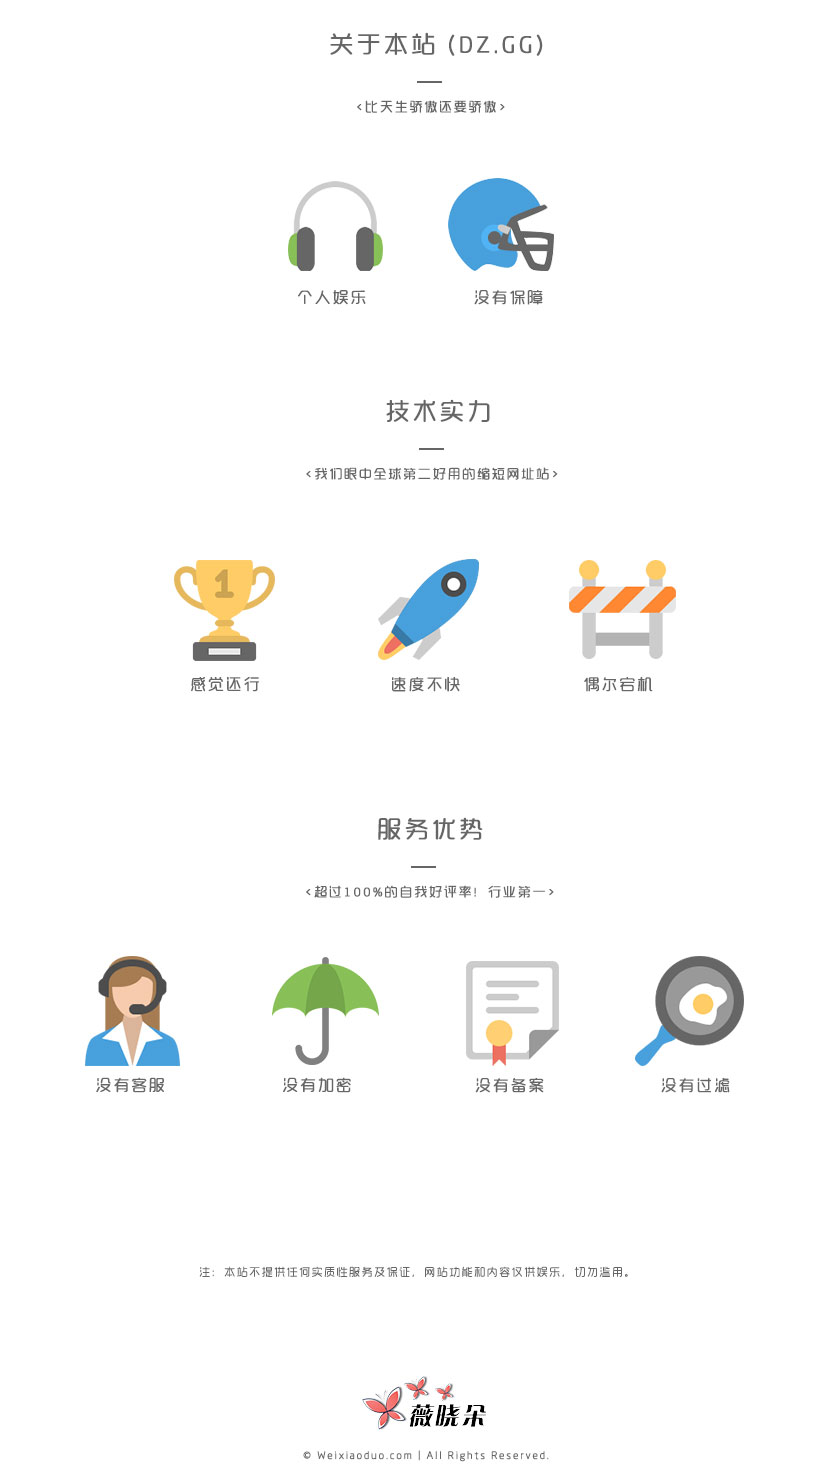 关于本站 (DZ.GG)
<比天生骄傲还要骄傲>
个人娱乐 没有保障
技术实力
<我们眼中全球第二好用的缩短网址站>
1
感觉还行 速度不快 偶尔宕机
服务优势
<超过100%的自我好评率! 行业第一>
没有客服 没有加密 没有备案 没有过滤
注: 本站不提供任何实质性服务及保证, 网站功能和内容仅供娱乐, 切勿滥用。
薇晓朵
© Weixiaoduo.com | All Rights Reserved.